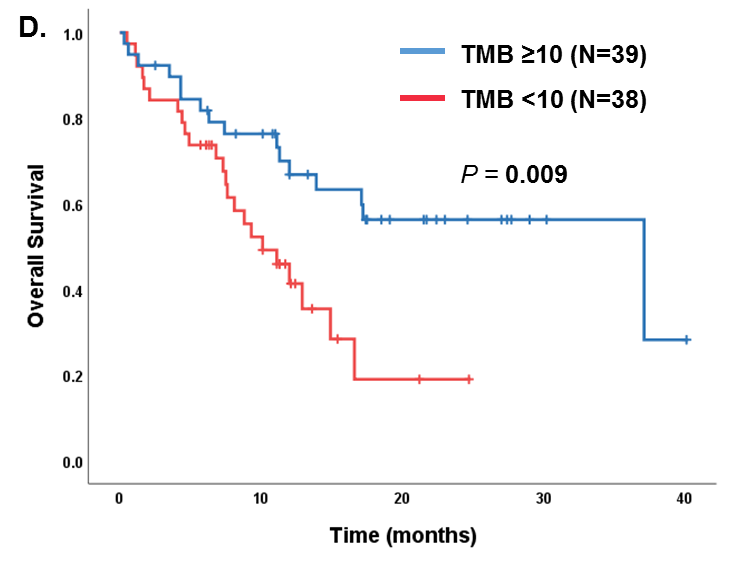 D.
TMB ≥10 (N=39)
TMB <10 (N=38)
P = 0.009
Overall Survival
1.0
0.8
0.6
0.4
0.2
0.0
0 10 20 30 40
Time (months)